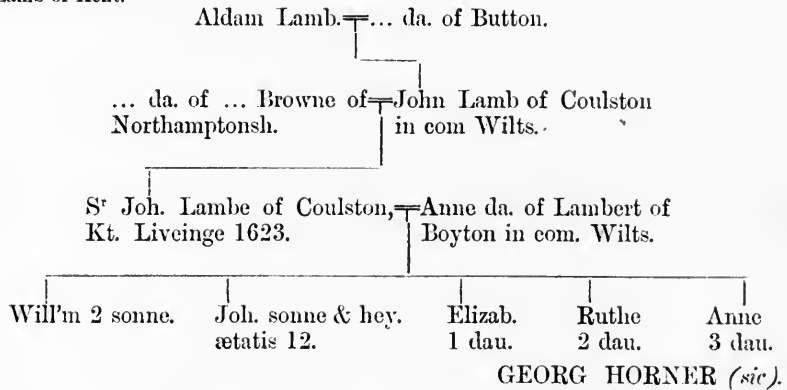 Aldam Lamb. ... da. of Button.
... da. of ... Browne of Northamptonsh.
John Lamb of Coulston in com Wilts.
Sr Joh. Lambe of Coulston, Kt. Liveinge 1623.
Anne da. of Lambert of Boyton in com. Wilts.
Will'm 2 sonne.
Joh. sonne & hey. ætatis 12.
Elizab. 1 dau.
Ruthe 2 dau.
Anne 3 dau.
GEORG HORNER (sic).